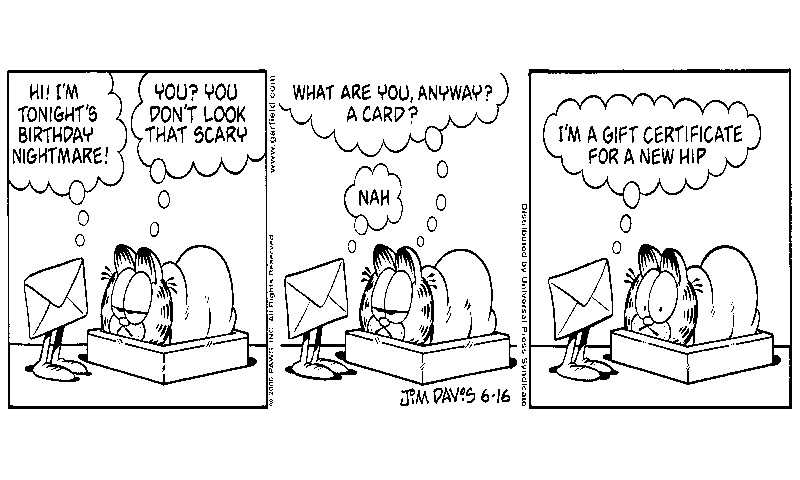 HI! I'M
TONIGHT'S
BIRTHDAY
NIGHTMARE!
YOU? YOU
DON'T LOOK
THAT SCARY
www.garfield.com
© 2006 PAWS, INC. All Rights Reserved.
WHAT ARE YOU, ANYWAY?
A CARD?
NAH
JIM DAVIS 6-16
Distributed by Universal Press Syndicate
I'M A GIFT CERTIFICATE
FOR A NEW HIP